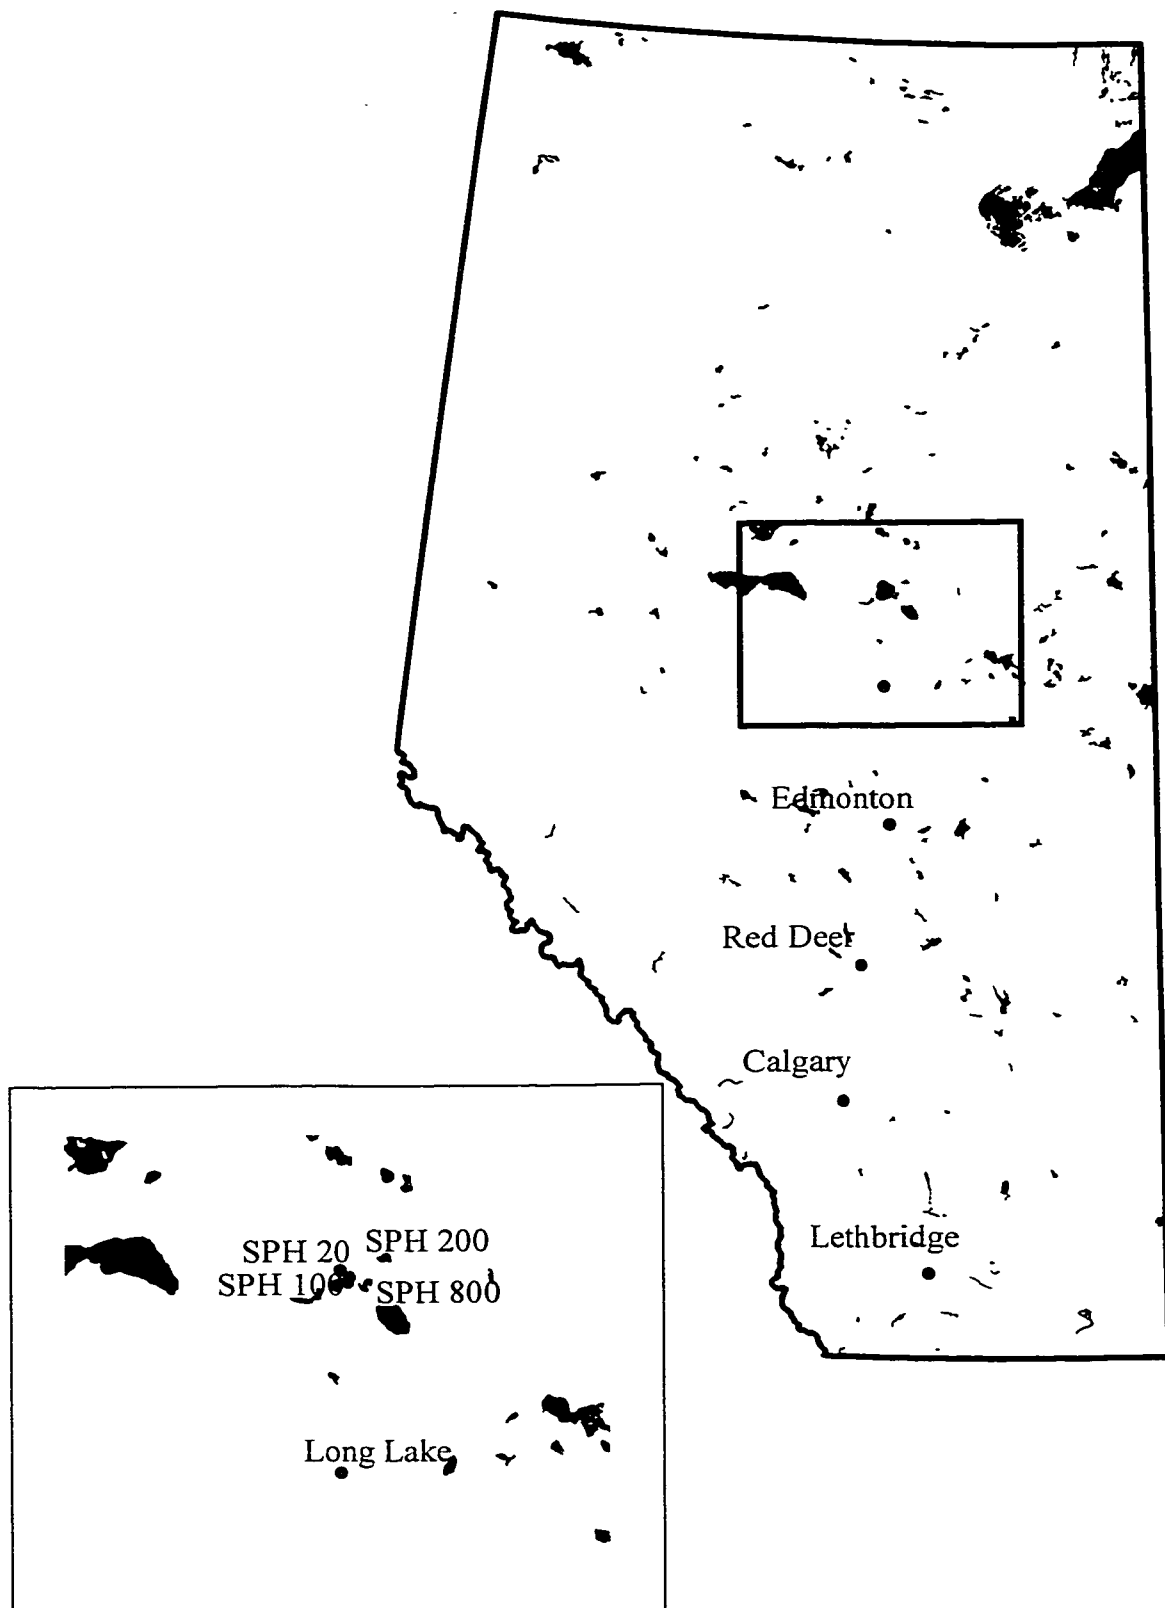 Edmonton
Red Deer
Calgary
Lethbridge
SPH 20
SPH 200
SPH 100
SPH 800
Long Lake